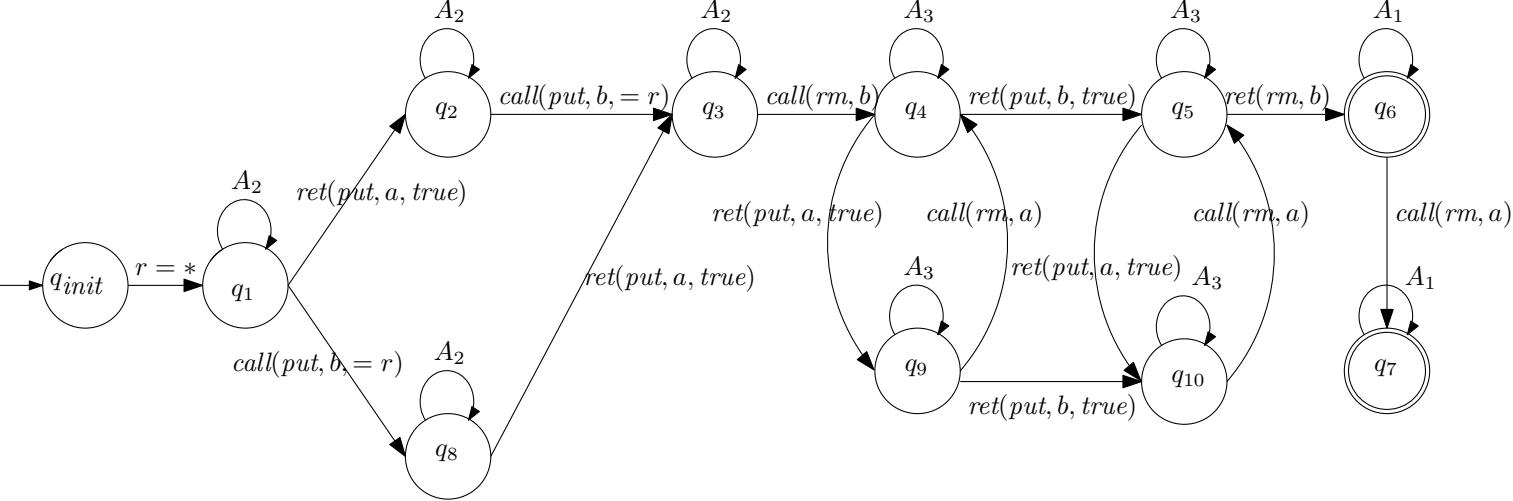 A₂ A₂ A₃ A₃ A₁
q₂ call(put, b, = r) q₃ call(rm, b) q₄ ret(put, b, true) q₅ ret(rm, b) q₆
A₂ ret(put, a, true) ret(put, a, true) call(rm, a) call(rm, a) call(rm, a)
q_init r = * q₁ ret(put, a, true) A₃ ret(put, a, true) A₃ A₁
call(put, b, = r) A₂ q₉ q₁₀ q₇
ret(put, b, true)
q₈